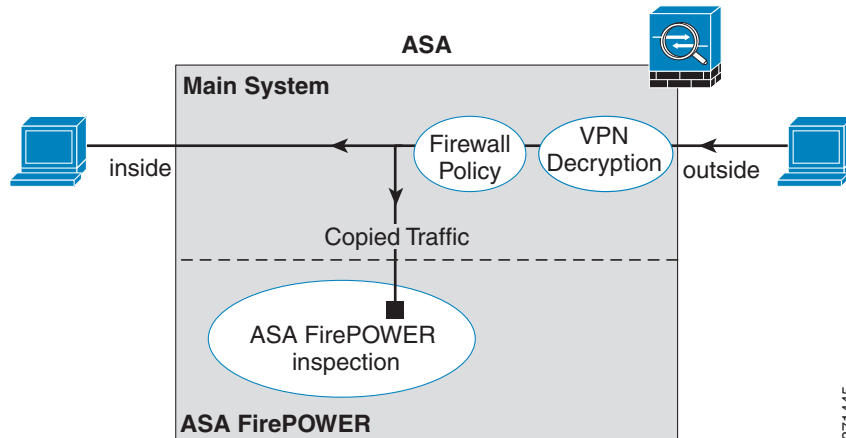 ASA
Main System
inside
Firewall
Policy
VPN
Decryption
outside
Copied Traffic
ASA FirePOWER
inspection
ASA FirePOWER